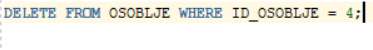 DELETE FROM OSOBLJE WHERE ID_OSOBLJE = 4;